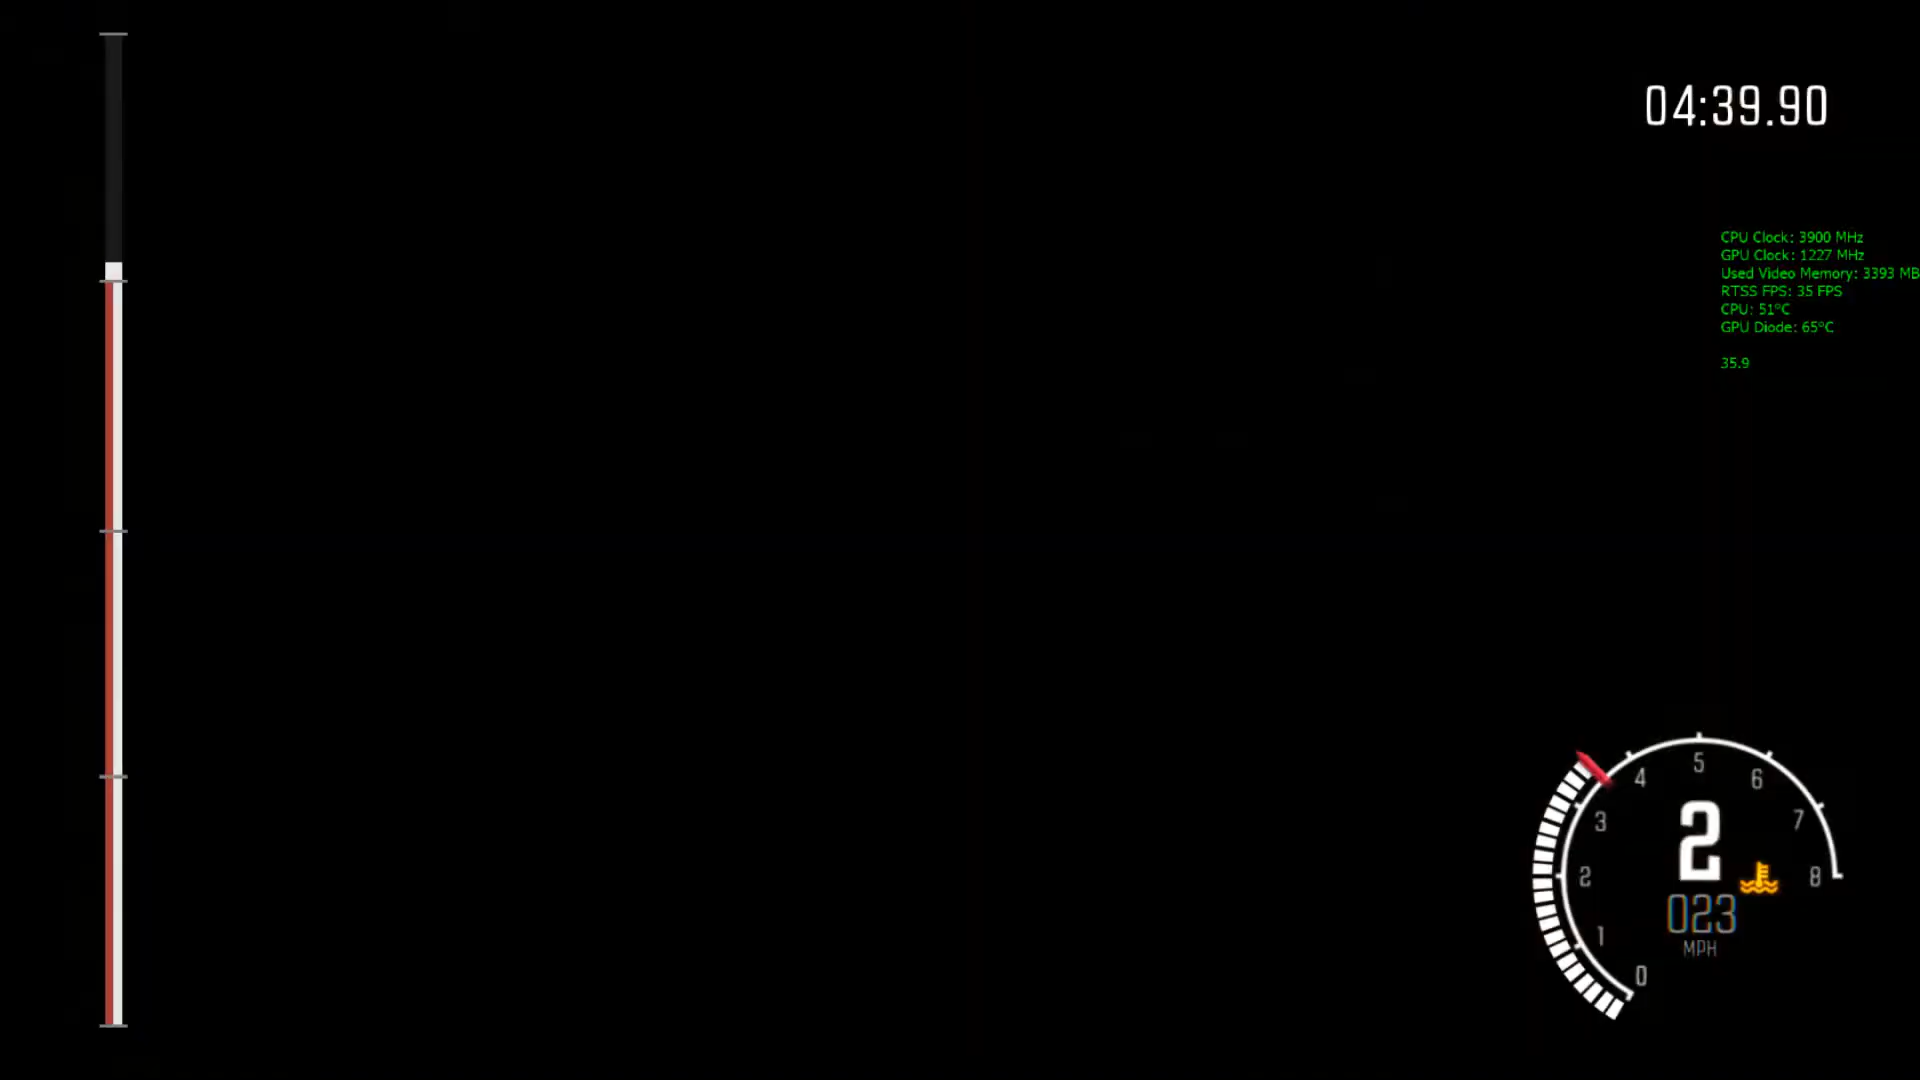 04:39.90
CPU Clock: 3900 MHz
GPU Clock: 1227 MHz
Used Video Memory: 3393 MB
RTSS FPS: 35 FPS
CPU: 51°C
GPU Diode: 65°C
35.9
5
4
6
3
7
2
2
8
023
1
MPH
0